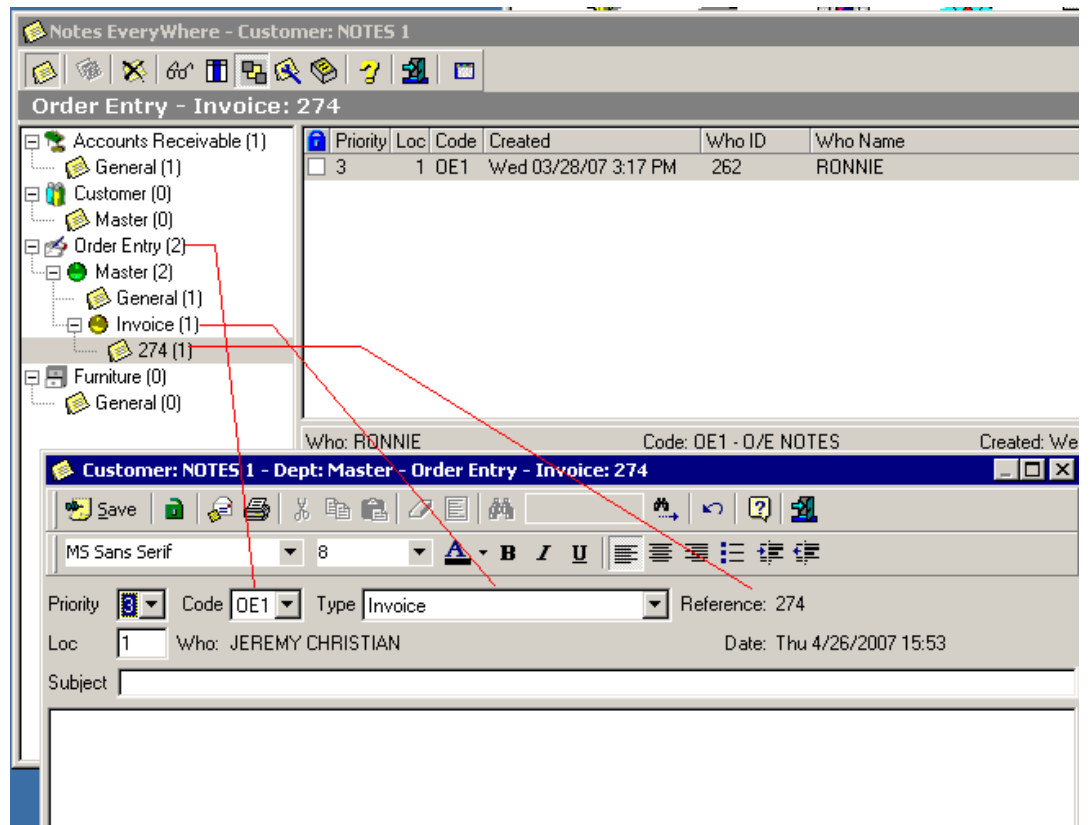 Notes EveryWhere - Customer: NOTES 1
Order Entry - Invoice: 274
Accounts Receivable (1)
General (1)
Customer (0)
Master (0)
Order Entry (2)
Master (2)
General (1)
Invoice (1)
274 (1)
Furniture (0)
General (0)
Priority Loc Code Created Who ID Who Name
3 1 OE1 Wed 03/28/07 3:17 PM 262 RONNIE
Who: RONNIE Code: OE1 - O/E NOTES Created: We
Customer: NOTES 1 - Dept: Master - Order Entry - Invoice: 274
Save
MS Sans Serif 8 A B I U
Priority 3 Code OE1 Type Invoice Reference: 274
Loc 1 Who: JEREMY CHRISTIAN Date: Thu 4/26/2007 15:53
Subject